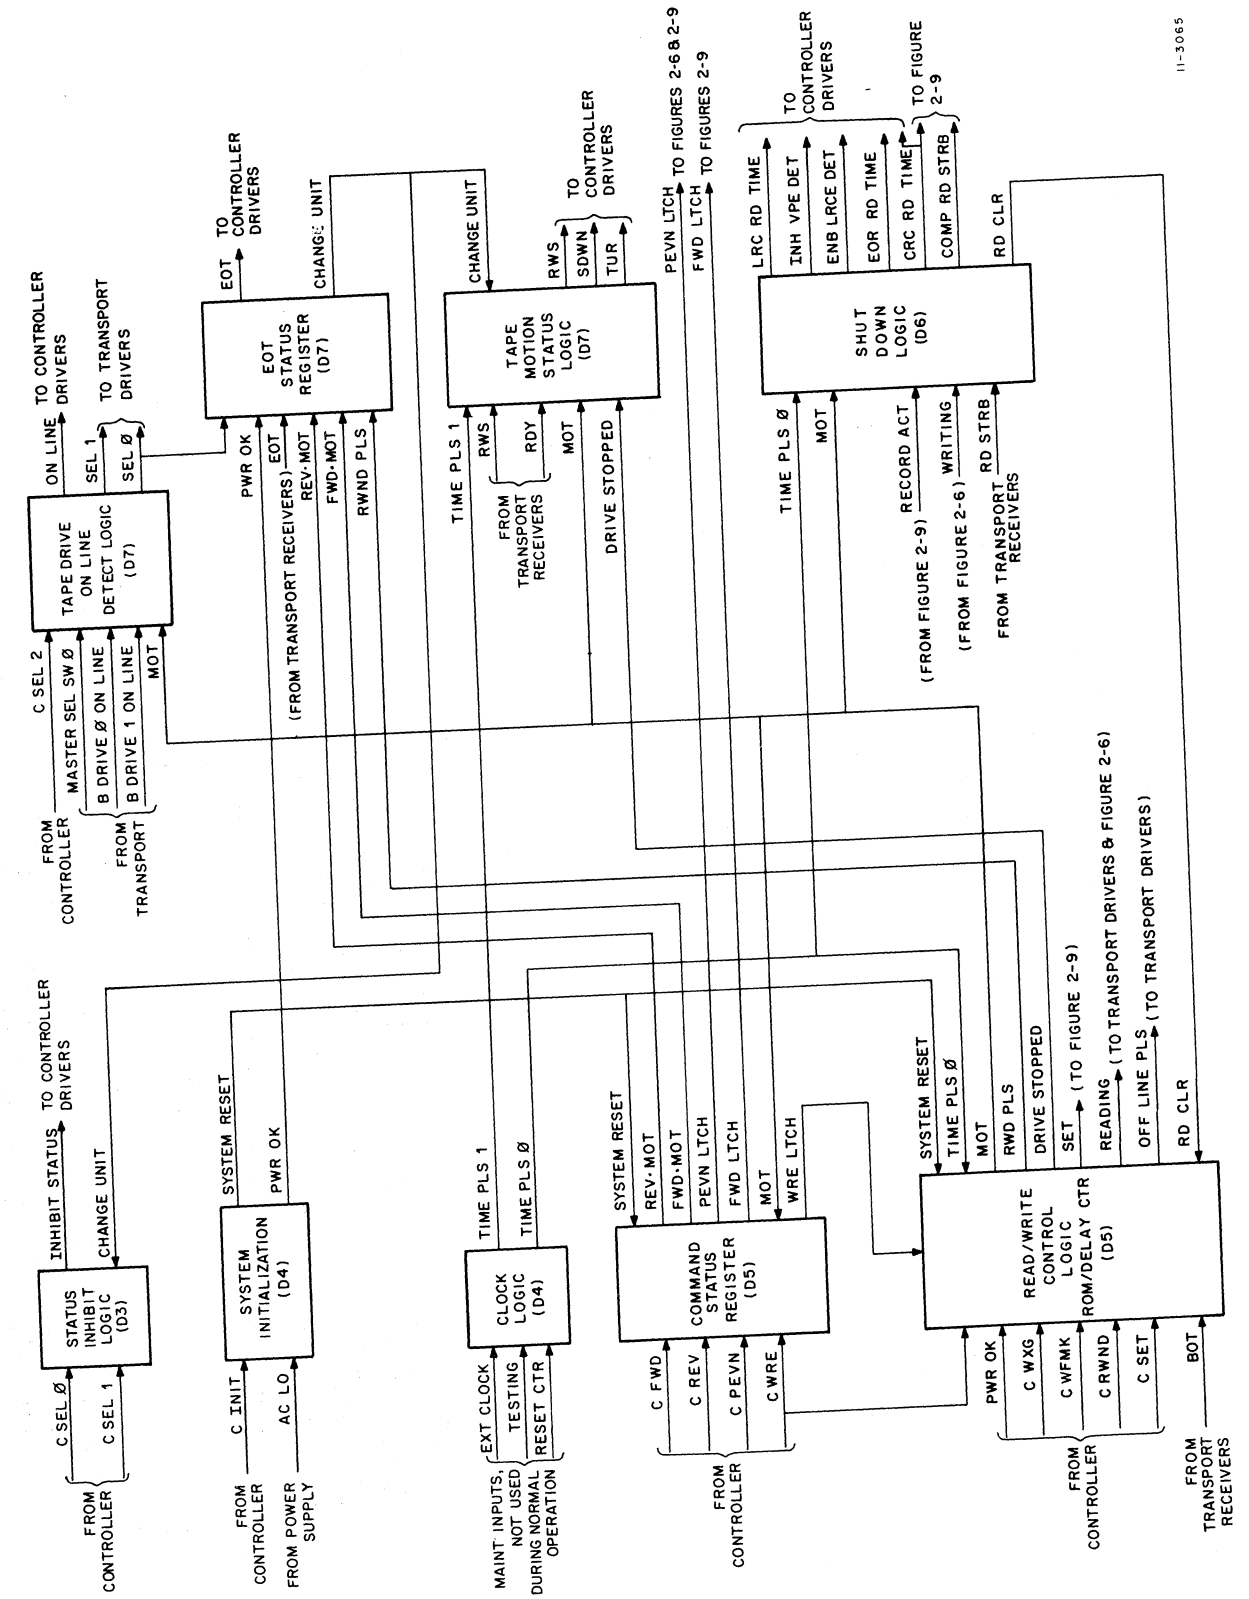 FROM
CONTROLLER
C SEL Ø
C SEL 1
STATUS
INHIBIT
LOGIC
(D3)
INHIBIT STATUS
TO CONTROLLER
DRIVERS
CHANGE UNIT
FROM
CONTROLLER
C INIT
FROM POWER
SUPPLY
AC LO
SYSTEM
INITIALIZATION
(D4)
SYSTEM RESET
PWR OK
MAINT INPUTS,
NOT USED
DURING NORMAL
OPERATION
EXT CLOCK
TESTING
RESET CTR
CLOCK
LOGIC
(D4)
TIME PLS 1
TIME PLS Ø
FROM
CONTROLLER
C FWD
C REV
C PEVN
C WRE
COMMAND
STATUS
REGISTER
(D5)
SYSTEM RESET
REV·MOT
FWD·MOT
PEVN LTCH
FWD LTCH
MOT
WRE LTCH
FROM
CONTROLLER
PWR OK
C WXG
C WFMK
C RWND
C SET
FROM
TRANSPORT
RECEIVERS
BOT
READ/WRITE
CONTROL
LOGIC
ROM/DELAY CTR
(D5)
SYSTEM RESET
TIME PLS Ø
MOT
RWD PLS
DRIVE STOPPED
SET
(TO FIGURE 2-9)
READING
(TO TRANSPORT DRIVERS & FIGURE 2-6)
OFF LINE PLS
(TO TRANSPORT DRIVERS)
RD CLR
FROM
CONTROLLER
C SEL 2
MASTER SEL SW Ø
B DRIVE Ø ON LINE
B DRIVE 1 ON LINE
FROM
TRANSPORT
MOT
TAPE DRIVE
ON LINE
DETECT LOGIC
(D7)
ON LINE
TO CONTROLLER
DRIVERS
SEL 1
SEL Ø
TO TRANSPORT
DRIVERS
PWR OK
(FROM TRANSPORT RECEIVERS)
EOT
REV·MOT
FWD·MOT
RWND PLS
EOT
STATUS
REGISTER
(D7)
EOT
TO
CONTROLLER
DRIVERS
CHANGE UNIT
TIME PLS 1
RWS
RDY
FROM
TRANSPORT
RECEIVERS
MOT
DRIVE STOPPED
TAPE
MOTION
STATUS
LOGIC
(D7)
CHANGE UNIT
RWS
SDWN
TUR
TO
CONTROLLER
DRIVERS
PEVN LTCH
TO FIGURES 2-6 & 2-9
FWD LTCH
TO FIGURES 2-9
TIME PLS Ø
MOT
(FROM FIGURE 2-9)
RECORD ACT
(FROM FIGURE 2-6)
WRITING
FROM TRANSPORT
RECEIVERS
RD STRB
SHUT
DOWN
LOGIC
(D6)
LRC RD TIME
INH VPE DET
ENB LRCE DET
EOR RD TIME
CRC RD TIME
COMP RD STRB
RD CLR
TO
CONTROLLER
DRIVERS
TO FIGURE
2-9
11-3065